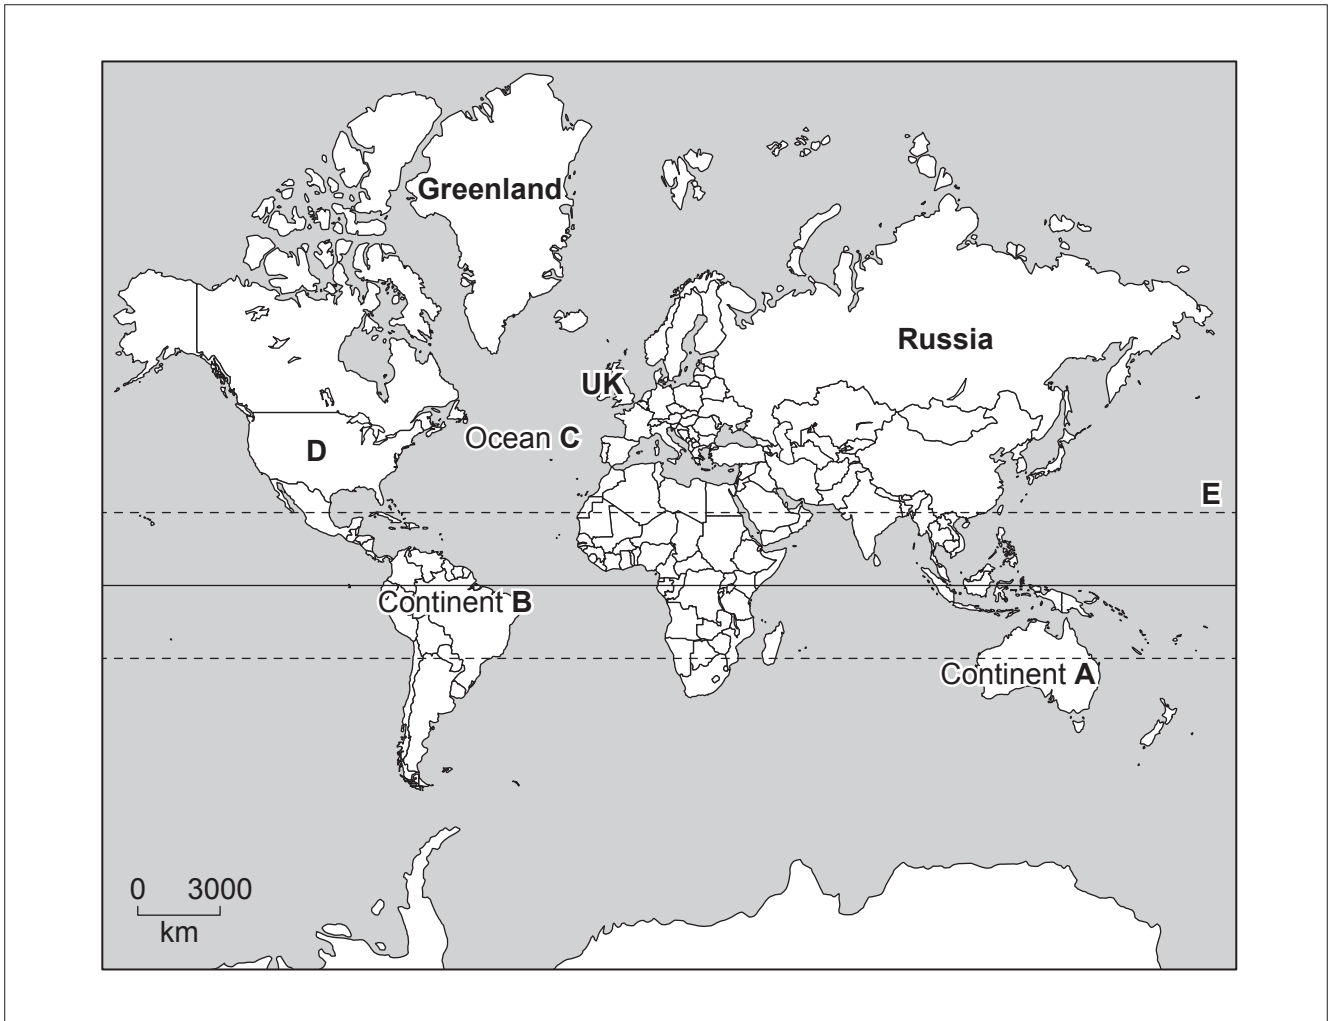 Greenland
Russia
UK
Ocean C
D
E
Continent B
Continent A
0 3000
km